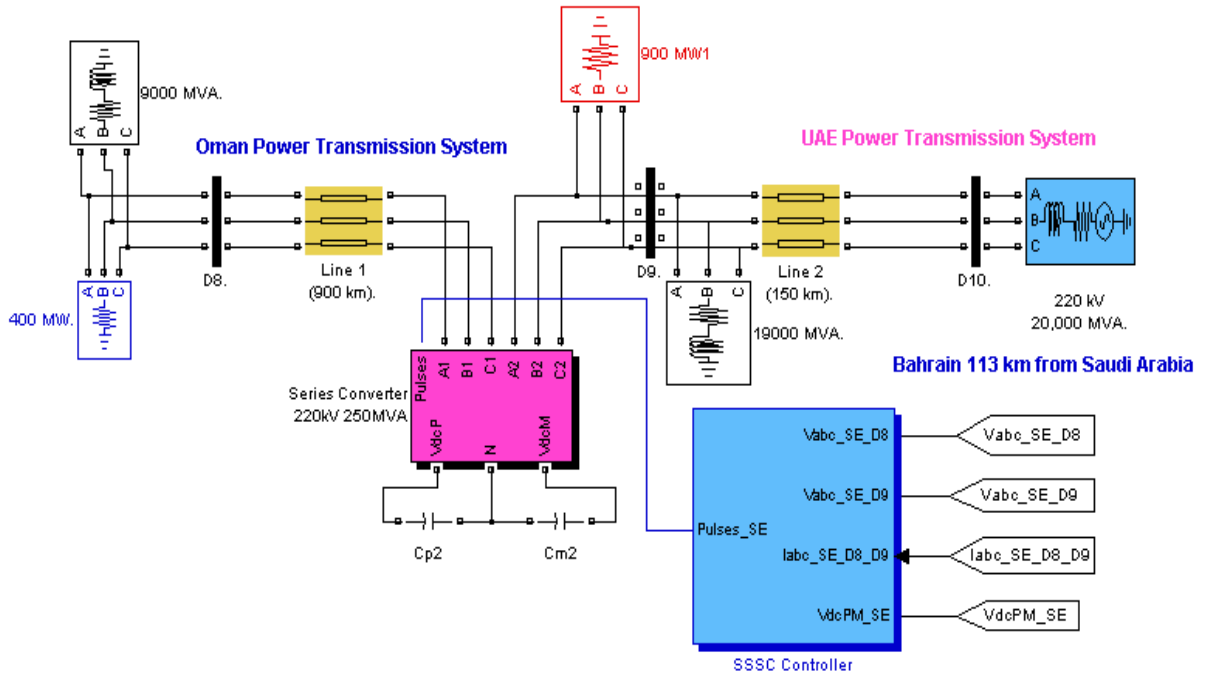 9000 MVA.
A B C
Oman Power Transmission System
900 MW1
A B C
UAE Power Transmission System
A
B
C
D8.
Line 1
(900 km).
D9.
Line 2
(150 km).
D10.
220 kV
20,000 MVA.
A B C
400 MW.
A B C
19000 MVA.
Bahrain 113 km from Saudi Arabia
Pulses
A1 B1 C1 A2 B2 C2
VdcP N VdcM
Series Converter
220kV 250MVA
Cp2
Cm2
Pulses_SE
Vabc_SE_D8
Vabc_SE_D9
Iabc_SE_D8_D9
VdcPM_SE
Vabc_SE_D8
Vabc_SE_D9
Iabc_SE_D8_D9
VdcPM_SE
SSSC Controller